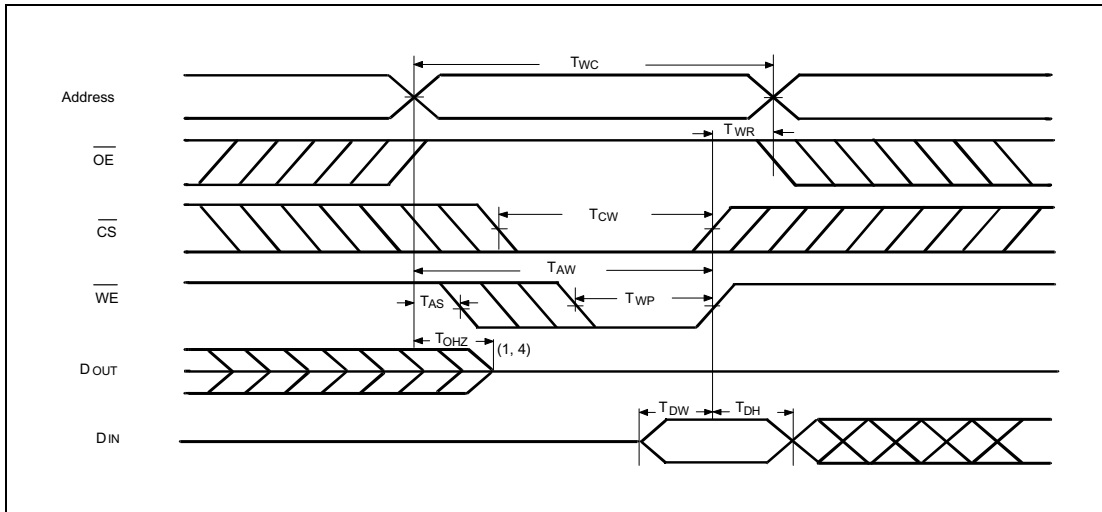 TWC
Address
TWR
OE
TCW
CS
TAW
WE
TAS
TWP
TOHZ
(1, 4)
DOUT
TDW
TDH
DIN